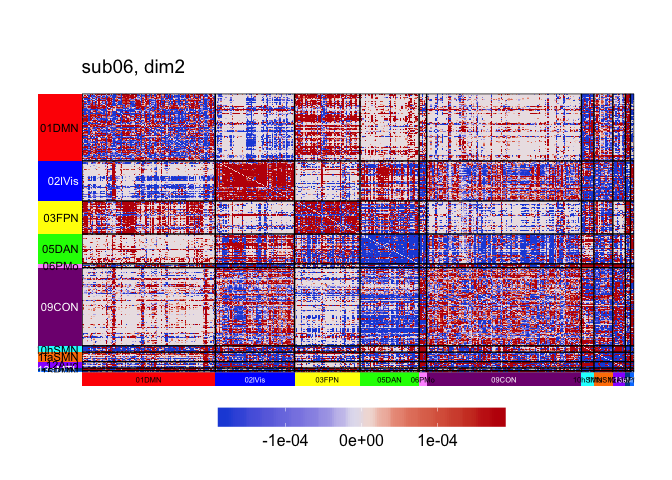 sub06, dim2
01DMN
02lVis
03FPN
05DAN
06PMo
09CON
01DMN
02lVis
03FPN
05DAN
09CON
-1e-04
0e+00
1e-04